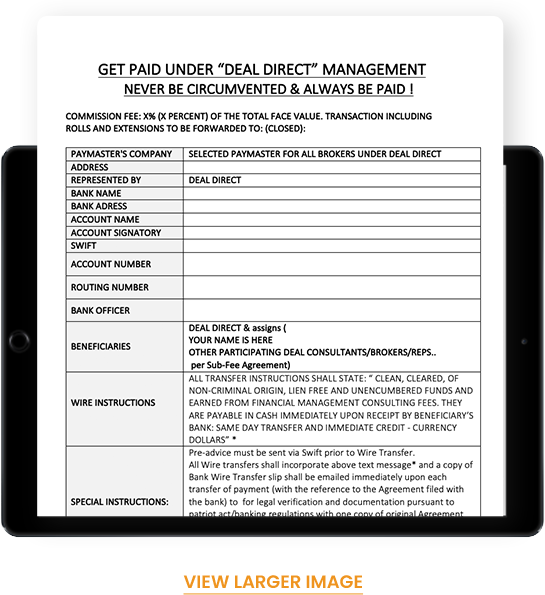 GET PAID UNDER “DEAL DIRECT” MANAGEMENT
NEVER BE CIRCUMVENTED & ALWAYS BE PAID !
COMMISSION FEE: X% (X PERCENT) OF THE TOTAL FACE VALUE. TRANSACTION INCLUDING
ROLLS AND EXTENSIONS TO BE FORWARDED TO: (CLOSED):
PAYMASTER'S COMPANY SELECTED PAYMASTER FOR ALL BROKERS UNDER DEAL DIRECT
ADDRESS
REPRESENTED BY DEAL DIRECT
BANK NAME
BANK ADRESS
ACCOUNT NAME
ACCOUNT SIGNATORY
SWIFT
ACCOUNT NUMBER
ROUTING NUMBER
BANK OFFICER
BENEFICIARIES
DEAL DIRECT & assigns (
YOUR NAME IS HERE
OTHER PARTICIPATING DEAL CONSULTANTS/BROKERS/REPS..
per Sub-Fee Agreement)
WIRE INSTRUCTIONS
ALL TRANSFER INSTRUCTIONS SHALL STATE: “ CLEAN, CLEARED, OF
NON-CRIMINAL ORIGIN, LIEN FREE AND UNENCUMBERED FUNDS AND
EARNED FROM FINANCIAL MANAGEMENT CONSULTING FEES. THEY
ARE PAYABLE IN CASH IMMEDIATELY UPON RECEIPT BY BENEFICIARY’S
BANK: SAME DAY TRANSFER AND IMMEDIATE CREDIT - CURRENCY
DOLLARS” *
SPECIAL INSTRUCTIONS:
Pre-advice must be sent via Swift prior to Wire Transfer.
All Wire transfers shall incorporate above text message* and a copy of
Bank Wire Transfer slip shall be emailed immediately upon each
transfer of payment (with the reference to the Agreement filed with
the bank) to for legal verification and documentation pursuant to
patriot act/banking regulations with one copy of original Agreement
VIEW LARGER IMAGE